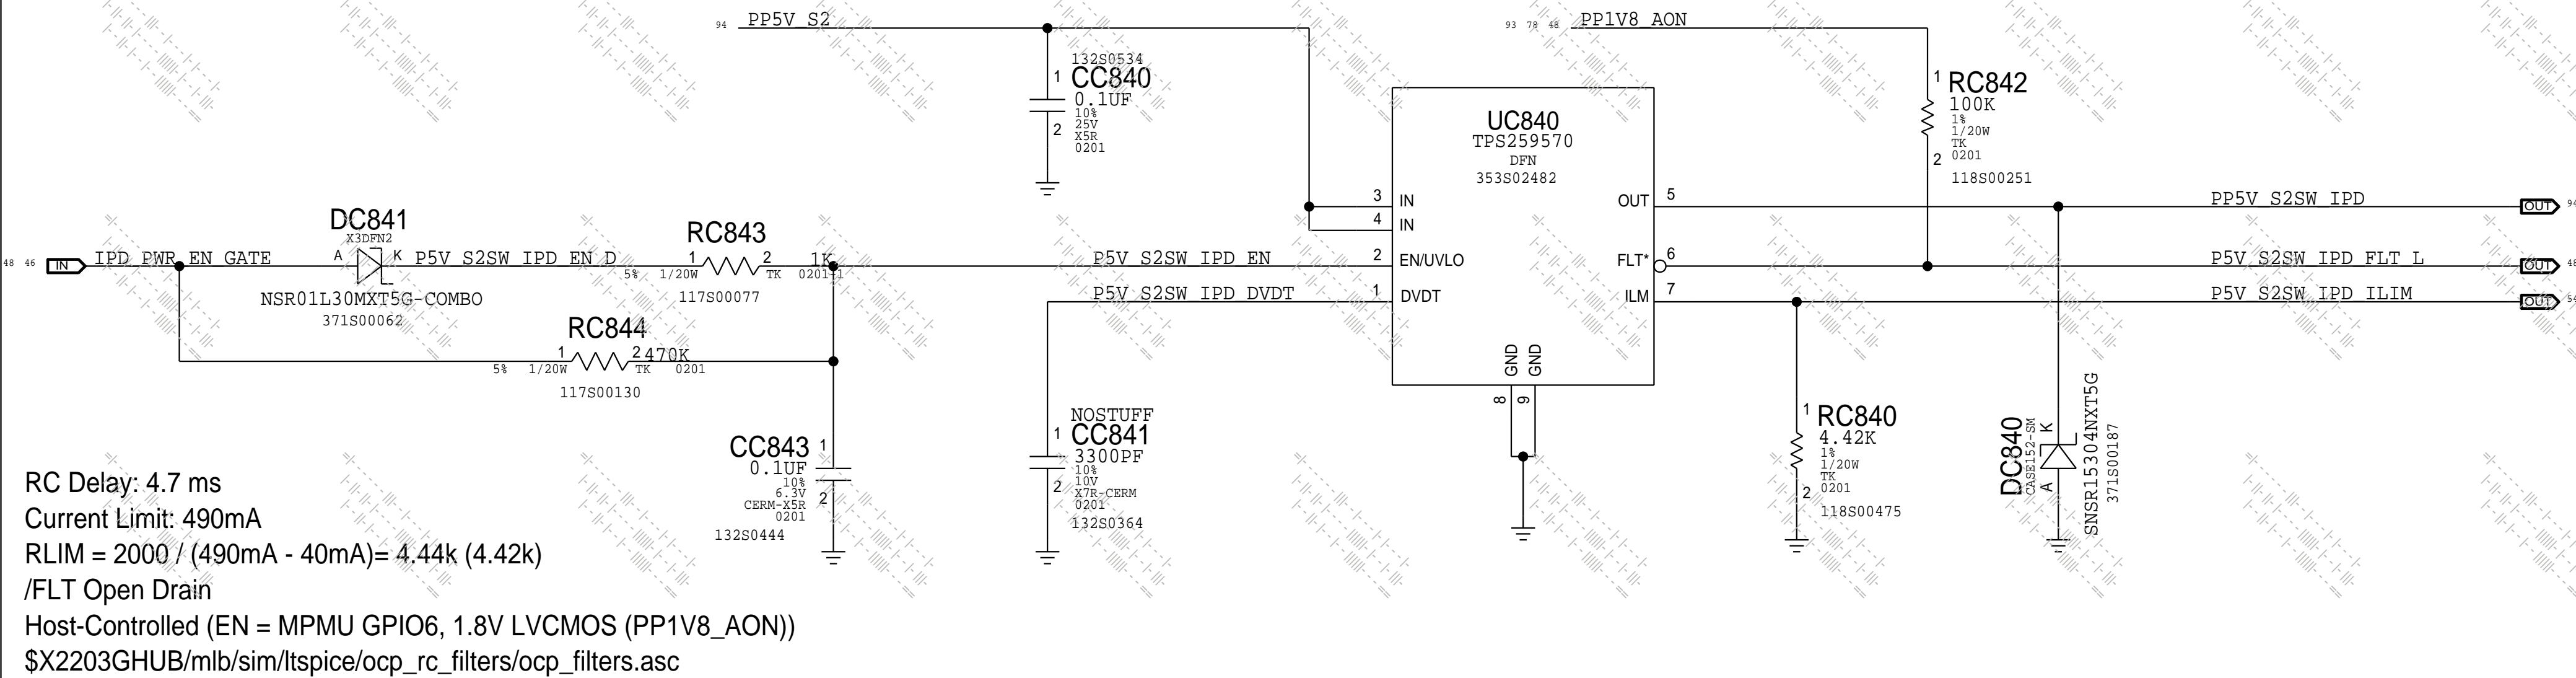 94 PP5V_S2
93 78 48 PP1V8_AON
132S0534
1 CC840
0.1UF
10%
25V
2 X5R
0201
1 RC842
100K
1%
1/20W
TK
2 0201
118S00251
UC840
TPS259570
DFN
353S02482
3 IN
4 IN
2 EN/UVLO
1 DVDT
OUT 5
FLT* 6
ILM 7
GND GND
8 9
PP5V_S2SW_IPD OUT
P5V_S2SW_IPD_FLT_L OUT
P5V_S2SW_IPD_ILIM OUT
48 46 IN IPD_PWR_EN_GATE
DC841
X3DFN2
A K
NSR01L30MXT5G-COMBO
371S00062
P5V_S2SW_IPD_EN_D
RC843
1 2 1K
5% 1/20W TK 0201-1
117S00077
P5V_S2SW_IPD_EN
P5V_S2SW_IPD_DVDT
RC844
1 2 470K
5% 1/20W TK 0201
117S00130
CC843 1
0.1UF
10%
6.3V 2
CERM-X5R
0201
132S0444
NOSTUFF
1 CC841
3300PF
10%
10V
2 X7R-CERM
0201
132S0364
1 RC840
4.42K
1%
1/20W
TK
2 0201
118S00475
DC840
CASE152-SM
A K
SNSR15304NXT5G
371S00187
RC Delay: 4.7 ms
Current Limit: 490mA
RLIM = 2000 / (490mA - 40mA)= 4.44k (4.42k)
/FLT Open Drain
Host-Controlled (EN = MPMU GPIO6, 1.8V LVCMOS (PP1V8_AON))
$X2203GHUB/mlb/sim/ltspice/ocp_rc_filters/ocp_filters.asc